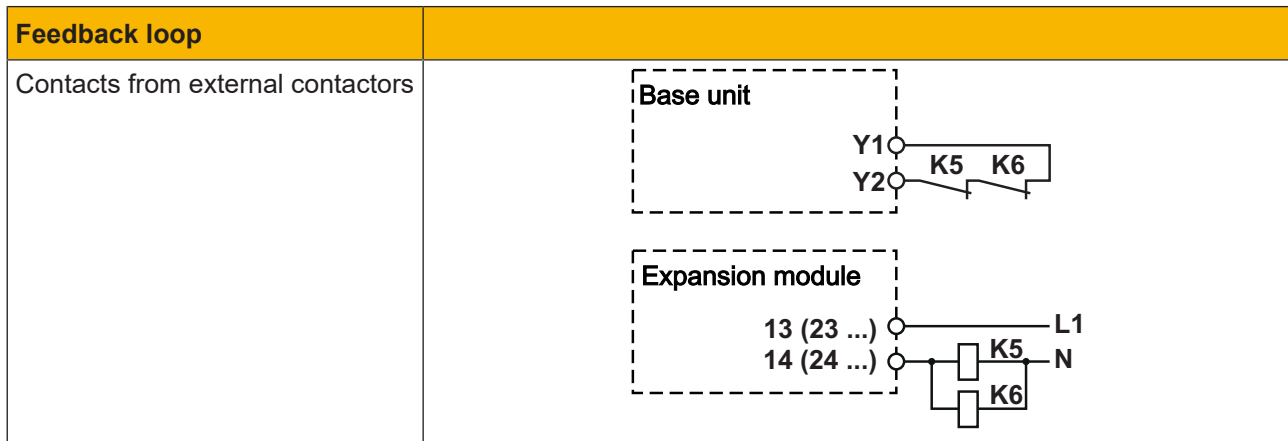 Feedback loop
Contacts from external contactors
Base unit
Y1
K5 K6
Y2
Expansion module
13 (23 ...) L1
14 (24 ...) K5 N
K6